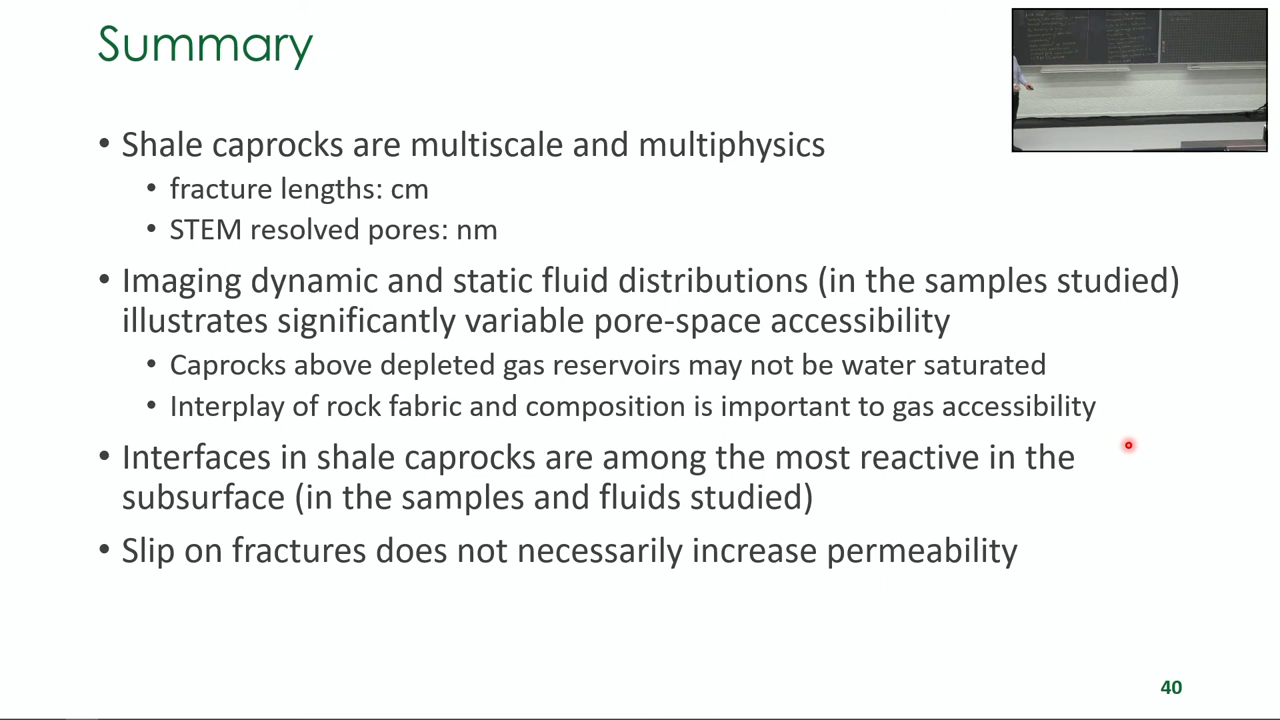 Summary
• Shale caprocks are multiscale and multiphysics
• fracture lengths: cm
• STEM resolved pores: nm
• Imaging dynamic and static fluid distributions (in the samples studied)
illustrates significantly variable pore-space accessibility
• Caprocks above depleted gas reservoirs may not be water saturated
• Interplay of rock fabric and composition is important to gas accessibility
• Interfaces in shale caprocks are among the most reactive in the
subsurface (in the samples and fluids studied)
• Slip on fractures does not necessarily increase permeability
40